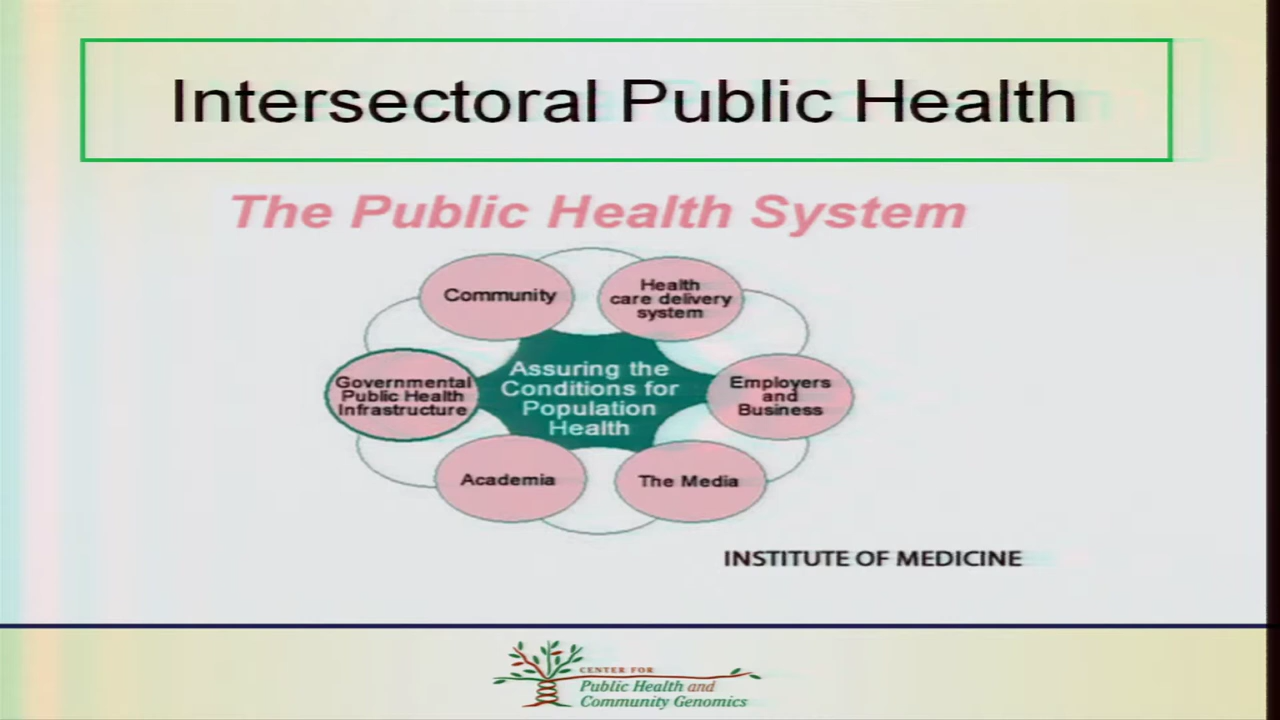 Intersectoral Public Health
The Public Health System
Community
Health
care delivery
system
Governmental
Public Health
Infrastructure
Assuring the
Conditions for
Population
Health
Employers
and
Business
Academia
The Media
INSTITUTE OF MEDICINE
CENTER FOR
Public Health and
Community Genomics